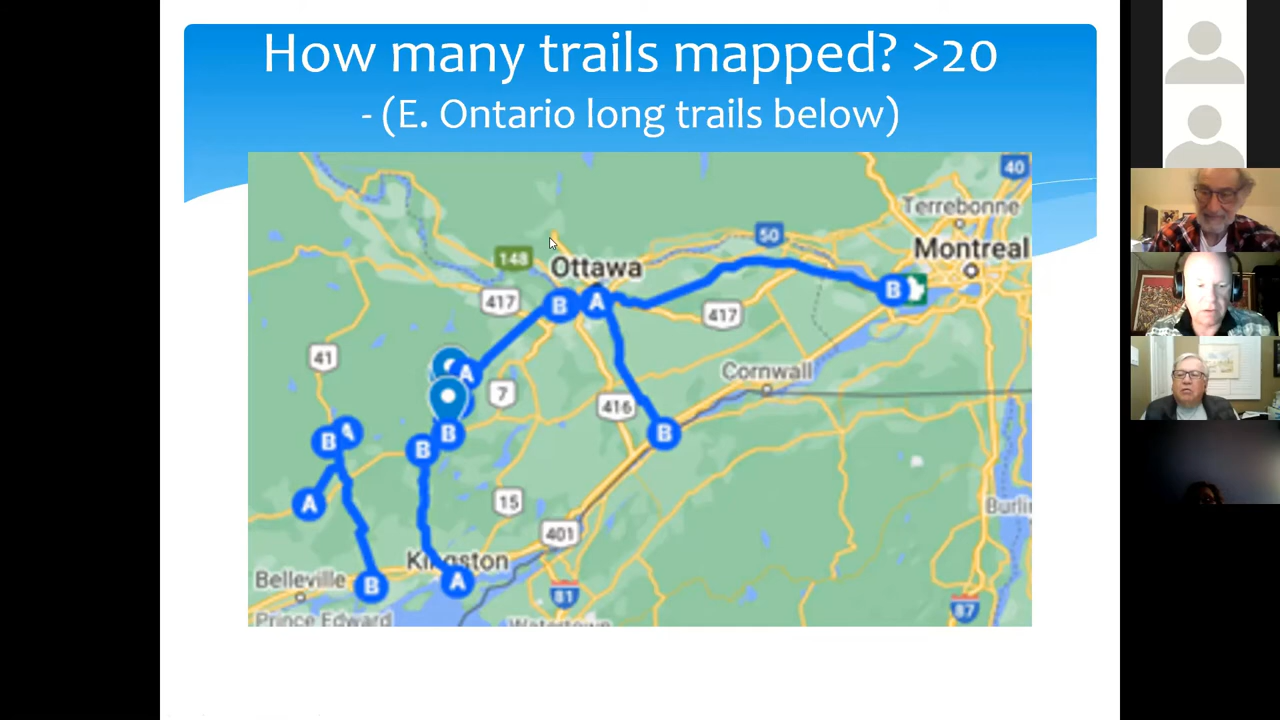 How many trails mapped? >20
- (E. Ontario long trails below)
40
Terrebonne
50
Montreal
148
Ottawa
B
417
B
A
417
41
A
7
Cornwall
416
B
A
B
B
B
A
15
401
Kingston
Belleville
B
A
81
87
Prince Edward